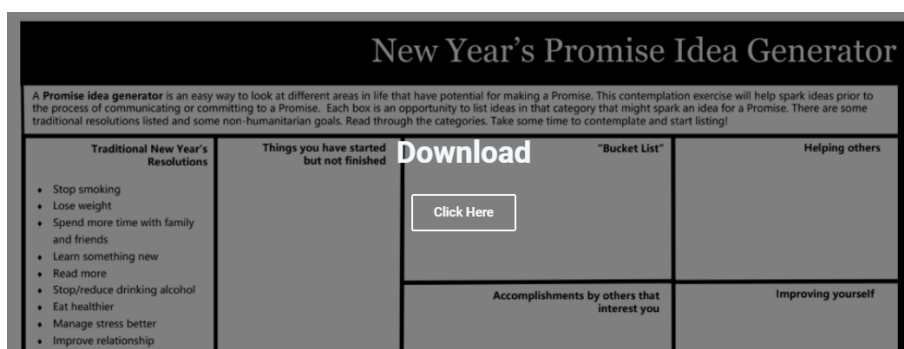 New Year’s Promise Idea Generator
A Promise idea generator is an easy way to look at different areas in life that have potential for making a Promise. This contemplation exercise will help spark ideas prior to
the process of communicating or committing to a Promise.  Each box is an opportunity to list ideas in that category that might spark an idea for a Promise. There are some
traditional resolutions listed and some non-humanitarian goals. Read through the categories. Take some time to contemplate and start listing!
Traditional New Year’s
Resolutions
♦ Stop smoking
♦ Lose weight
♦ Spend more time with family
and friends
♦ Learn something new
♦ Read more
♦ Stop/reduce drinking alcohol
♦ Eat healthier
♦ Manage stress better
♦ Improve relationship
Things you have started
but not finished
Download
Click Here
“Bucket List”
Helping others
Accomplishments by others that
interest you
Improving yourself